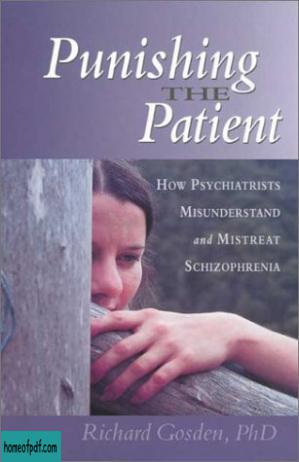 Punishing
THE
Patient
HOW PSYCHIATRISTS
MISUNDERSTAND
and MISTREAT
SCHIZOPHRENIA
Richard Gosden, PhD
homeofpdf.com